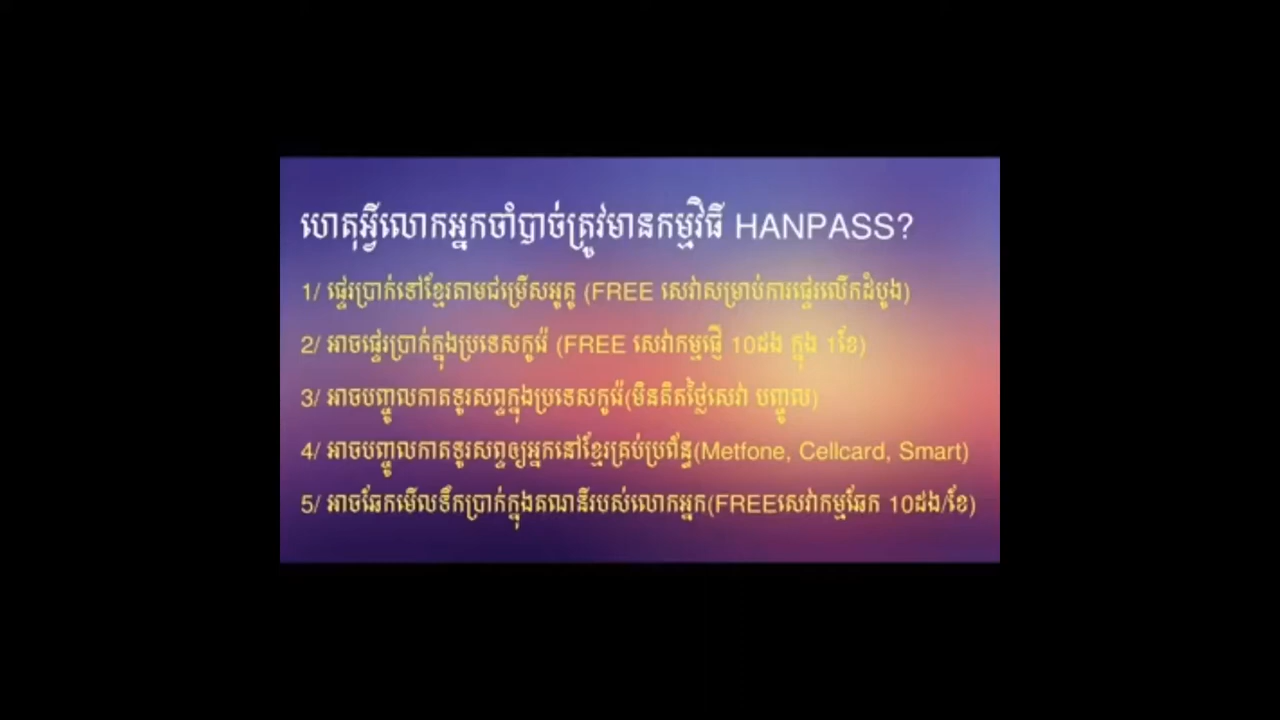 ហេតុអ្វីលោកអ្នកចាំបាច់ត្រូវមានកម្មវិធី HANPASS?
1/ ផ្ទេរប្រាក់ទៅខ្មែរតាមជម្រើសអូតូ (FREE សេវាសម្រាប់ការផ្ទេរលើកដំបូង)
2/ អាចផ្ទេរប្រាក់ក្នុងប្រទេសកូរ៉េ (FREE សេវាកម្មផ្ញើ 10ដង ក្នុង 1ខែ)
3/ អាចបញ្ចូលកាតទូរសព្ទក្នុងប្រទេសកូរ៉េ(មិនគិតថ្លៃសេវា បញ្ចូល)
4/ អាចបញ្ចូលកាតទូរសព្ទឲ្យអ្នកនៅខ្មែរគ្រប់ប្រព័ន្ធ(Metfone, Cellcard, Smart)
5/ អាចឆែកមើលទឹកប្រាក់ក្នុងគណនីរបស់លោកអ្នក(FREEសេវាកម្មឆែក 10ដង/ខែ)